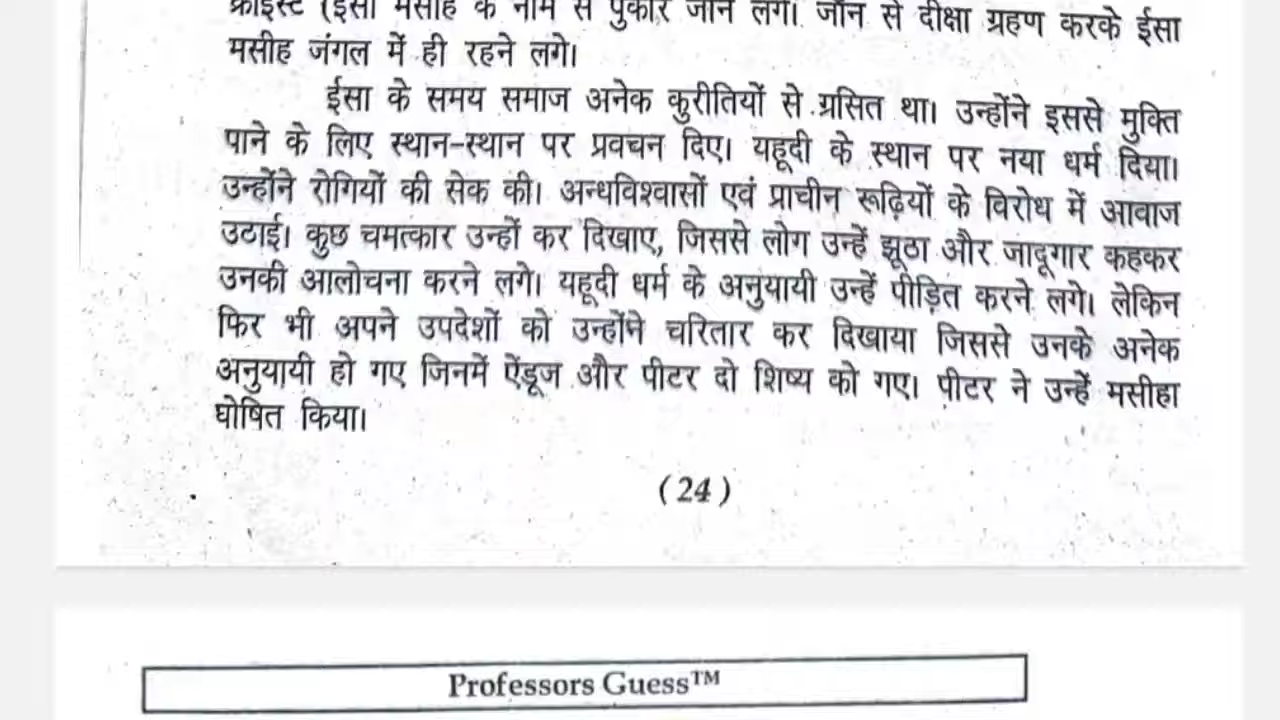 क्राइस्ट (ईसा मसीह के नाम से पुकारे जाने लगे। जॉन से दीक्षा ग्रहण करके ईसा
मसीह जंगल में ही रहने लगे।
ईसा के समय समाज अनेक कुरीतियों से ग्रसित था। उन्होंने इससे मुक्ति
पाने के लिए स्थान-स्थान पर प्रवचन दिए। यहूदी के स्थान पर नया धर्म दिया।
उन्होंने रोगियों की सेक की। अन्धविश्वासों एवं प्राचीन रूढ़ियों के विरोध में आवाज
उठाई। कुछ चमत्कार उन्हों कर दिखाए, जिससे लोग उन्हें झूठा और जादूगार कहकर
उनकी आलोचना करने लगे। यहूदी धर्म के अनुयायी उन्हें पीड़ित करने लगे। लेकिन
फिर भी अपने उपदेशों को उन्होंने चरितार कर दिखाया जिससे उनके अनेक
अनुयायी हो गए जिनमें ऐंडूज और पीटर दो शिष्य को गए। पीटर ने उन्हें मसीहा
घोषित किया।
(24)
Professors Guess™